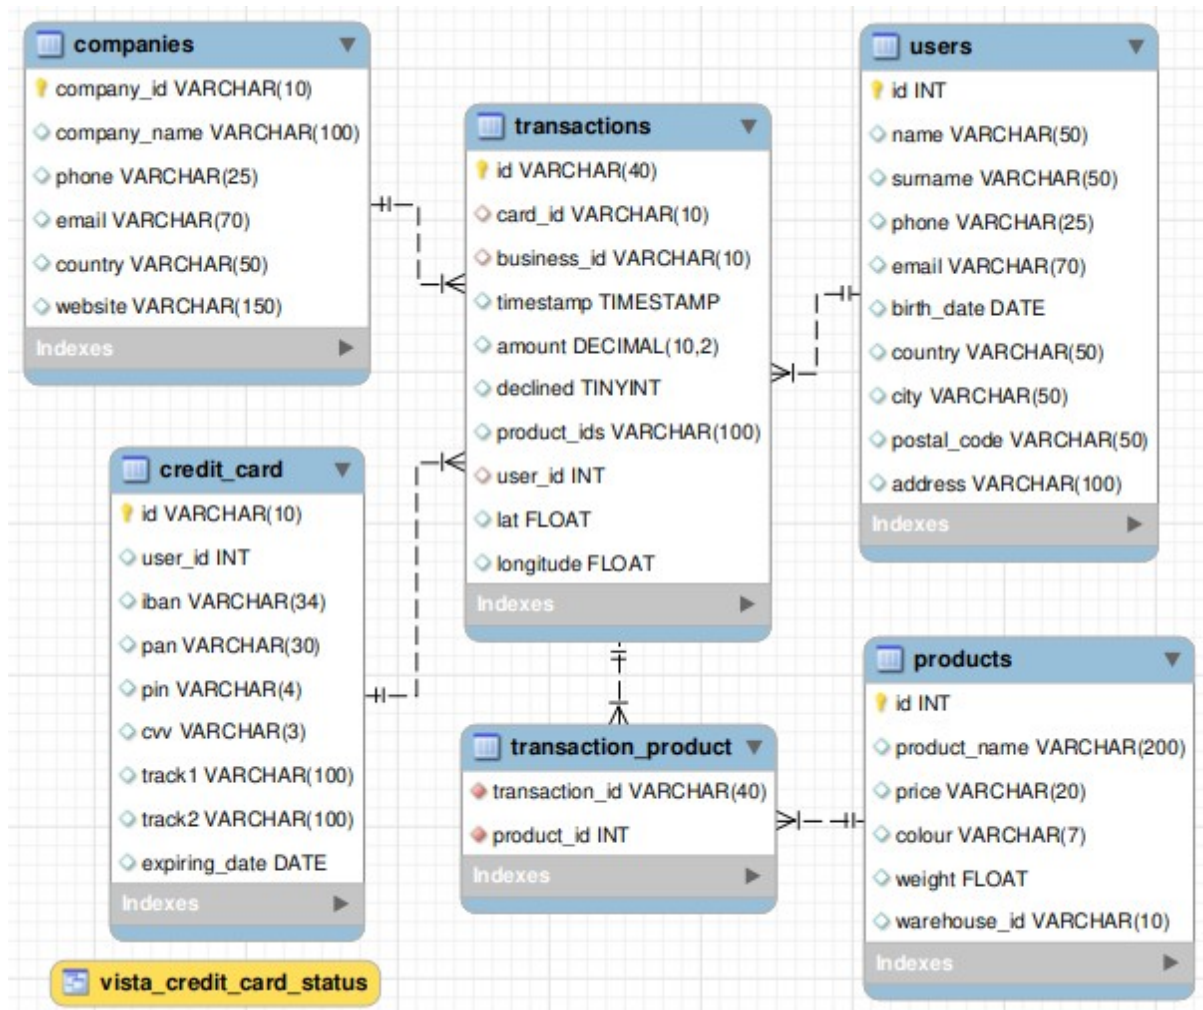 companies
company_id VARCHAR(10)
company_name VARCHAR(100)
phone VARCHAR(25)
email VARCHAR(70)
country VARCHAR(50)
website VARCHAR(150)
Indexes
users
id INT
name VARCHAR(50)
surname VARCHAR(50)
phone VARCHAR(25)
email VARCHAR(70)
birth_date DATE
country VARCHAR(50)
city VARCHAR(50)
postal_code VARCHAR(50)
address VARCHAR(100)
Indexes
transactions
id VARCHAR(40)
card_id VARCHAR(10)
business_id VARCHAR(10)
timestamp TIMESTAMP
amount DECIMAL(10,2)
declined TINYINT
product_ids VARCHAR(100)
user_id INT
lat FLOAT
longitude FLOAT
Indexes
credit_card
id VARCHAR(10)
user_id INT
iban VARCHAR(34)
pan VARCHAR(30)
pin VARCHAR(4)
cvv VARCHAR(3)
track1 VARCHAR(100)
track2 VARCHAR(100)
expiring_date DATE
Indexes
transaction_product
transaction_id VARCHAR(40)
product_id INT
Indexes
products
id INT
product_name VARCHAR(200)
price VARCHAR(20)
colour VARCHAR(7)
weight FLOAT
warehouse_id VARCHAR(10)
Indexes
vista_credit_card_status